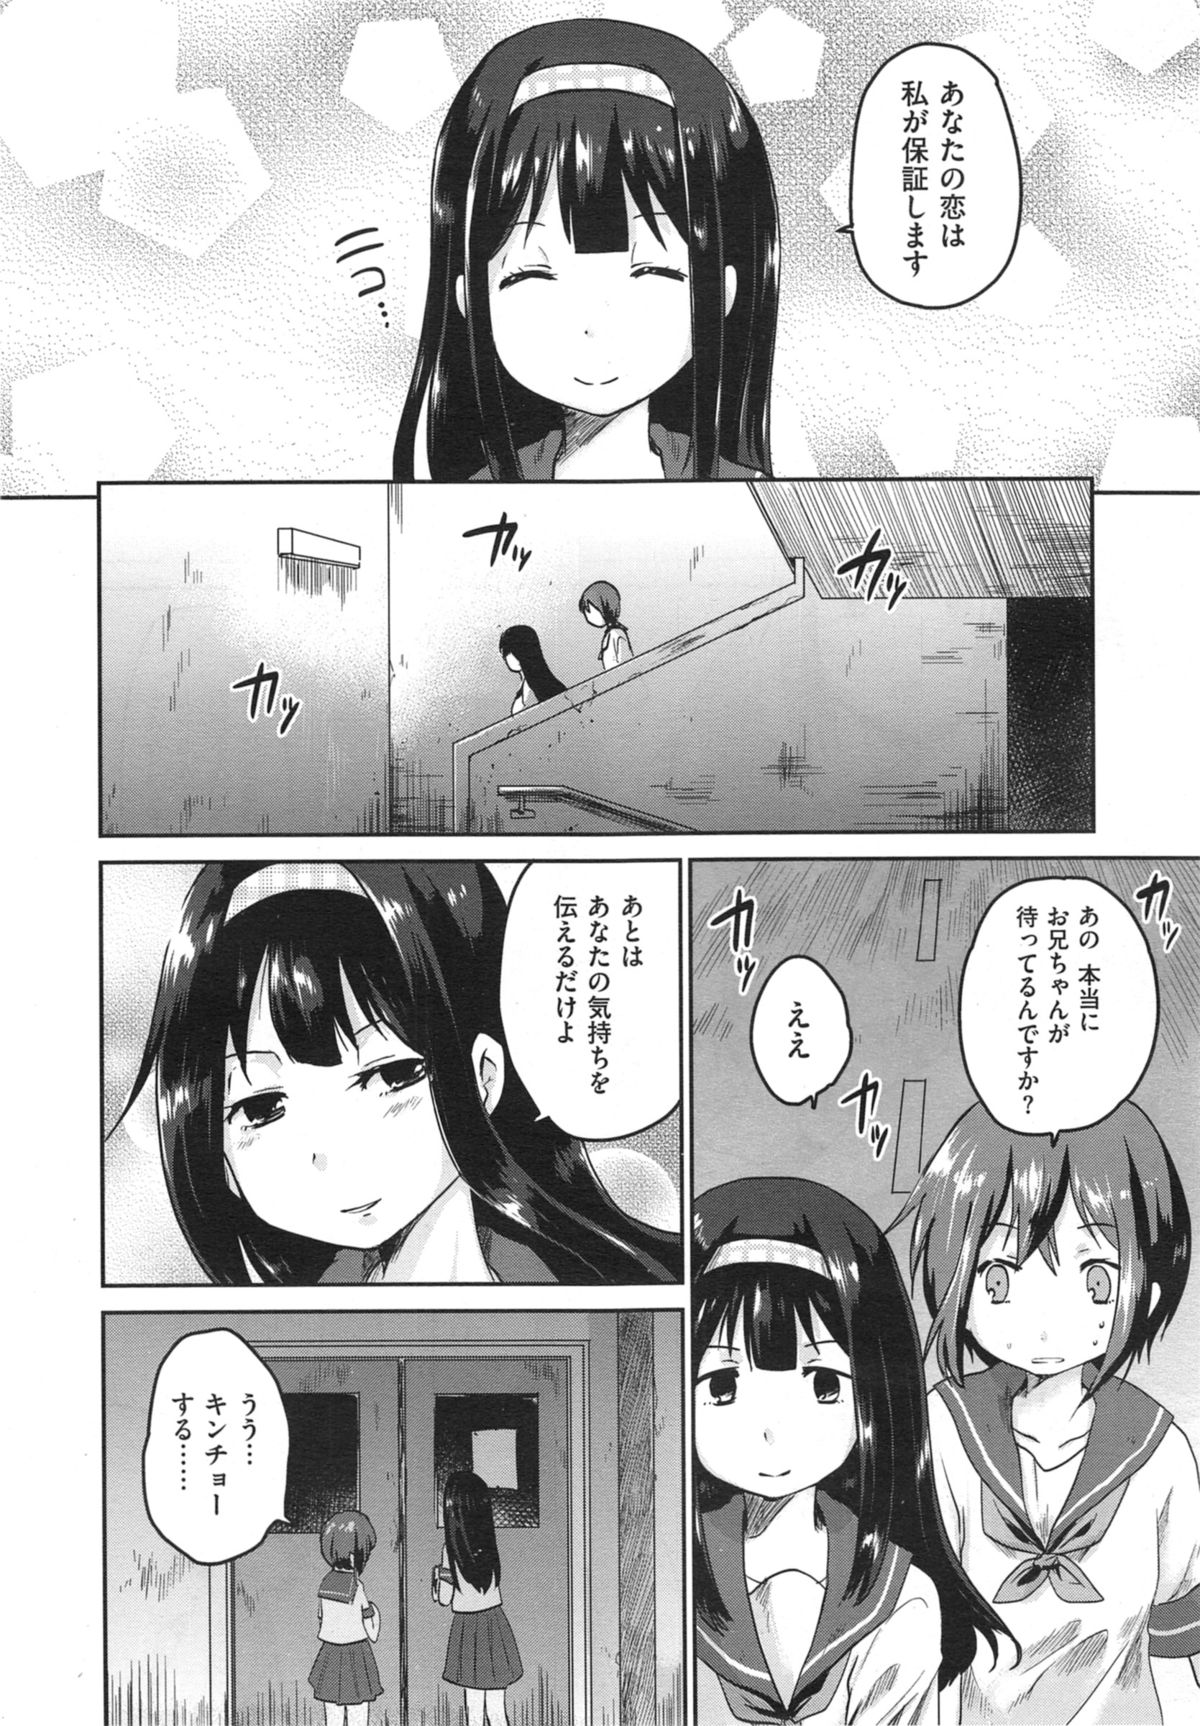 あなたの恋は
私が保証します
ニコ…
カッ
カッ
カッ
あの 本当に
お兄ちゃんが
待ってるんですか？
ええ
カッ
カッ
カッ
あとは
あなたの気持ちを
伝えるだけよ
うう…
キンチョー
する……